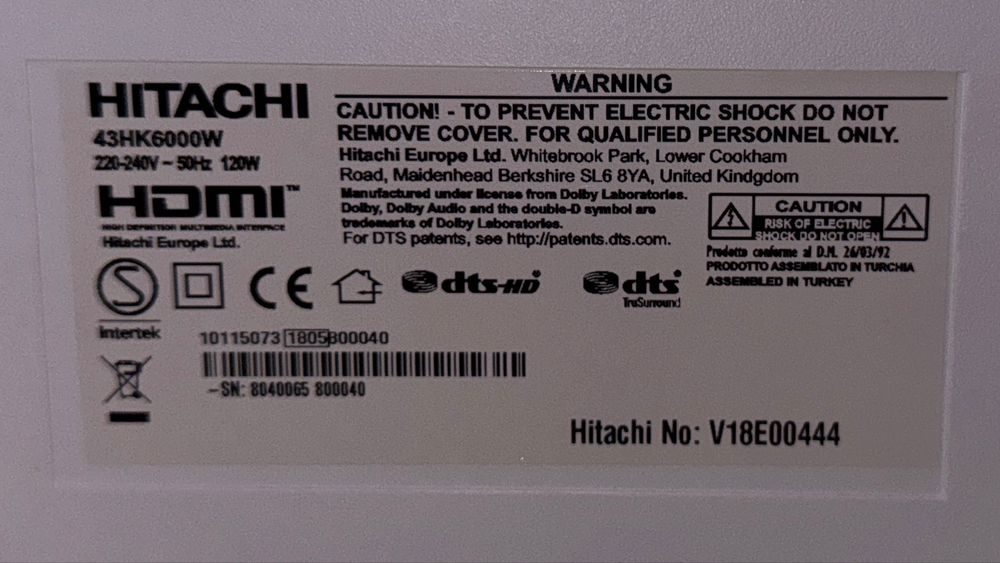 HITACHI
43HK6000W
220-240V ~ 50Hz 120W
HDMI™
HIGH DEFINITION MULTIMEDIA INTERFACE
Hitachi Europe Ltd.
WARNING
CAUTION! - TO PREVENT ELECTRIC SHOCK DO NOT
REMOVE COVER. FOR QUALIFIED PERSONNEL ONLY.
Hitachi Europe Ltd. Whitebrook Park, Lower Cookham
Road, Maidenhead Berkshire SL6 8YA, United Kindgdom
Manufactured under license from Dolby Laboratories.
Dolby, Dolby Audio and the double-D symbol are
trademarks of Dolby Laboratories.
For DTS patents, see http://patents.dts.com.
CAUTION
RISK OF ELECTRIC
SHOCK DO NOT OPEN
Prodotto conforme al D.M. 26/03/92
PRODOTTO ASSEMBLATO IN TURCHIA
ASSEMBLED IN TURKEY
S
Intertek
CE
dts-HD
dts
TruSurround
10115073 1805 800040
-SN: 8040065 800040
Hitachi No: V18E00444